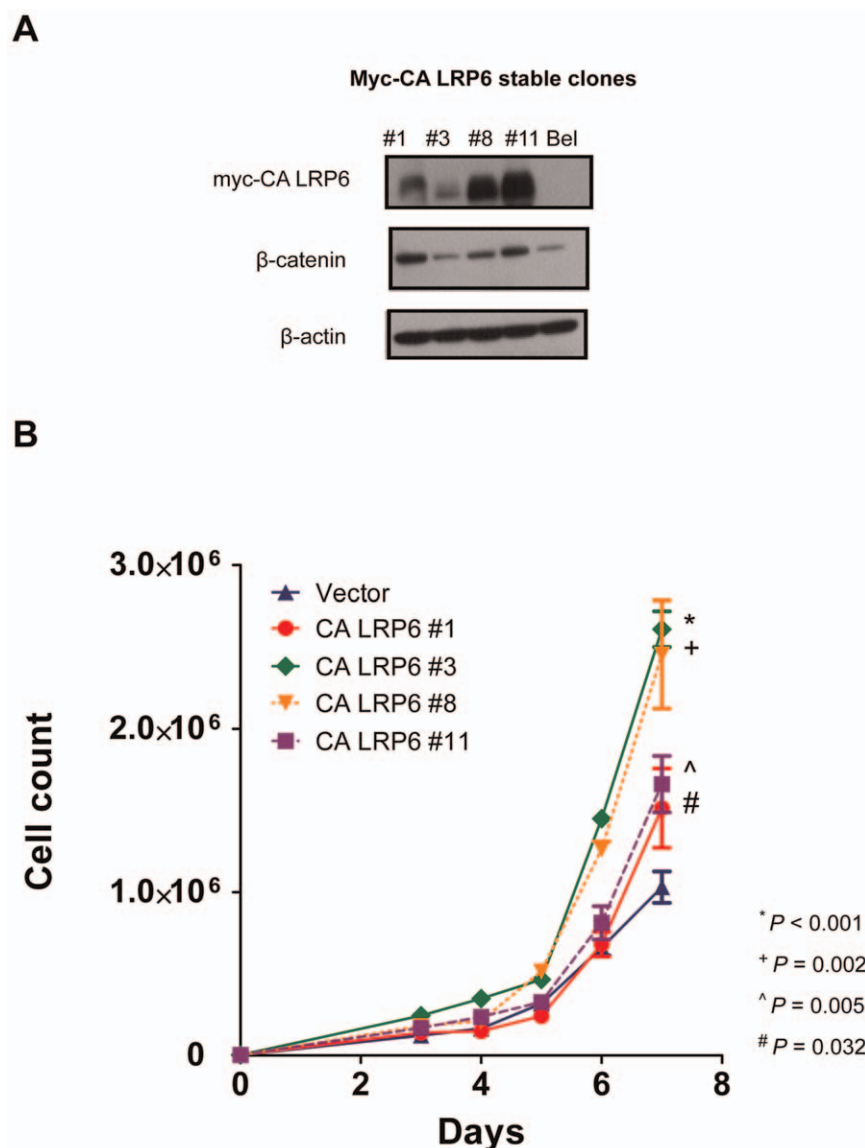 A
Myc-CA LRP6 stable clones
#1 #3 #8 #11 Bel
myc-CA LRP6
β-catenin
β-actin
B
3.0×10⁶
2.0×10⁶
1.0×10⁶
0
Cell count
Vector
CA LRP6 #1
CA LRP6 #3
CA LRP6 #8
CA LRP6 #11
*
+
^
#
* P < 0.001
+ P = 0.002
^ P = 0.005
# P = 0.032
0 2 4 6 8
Days